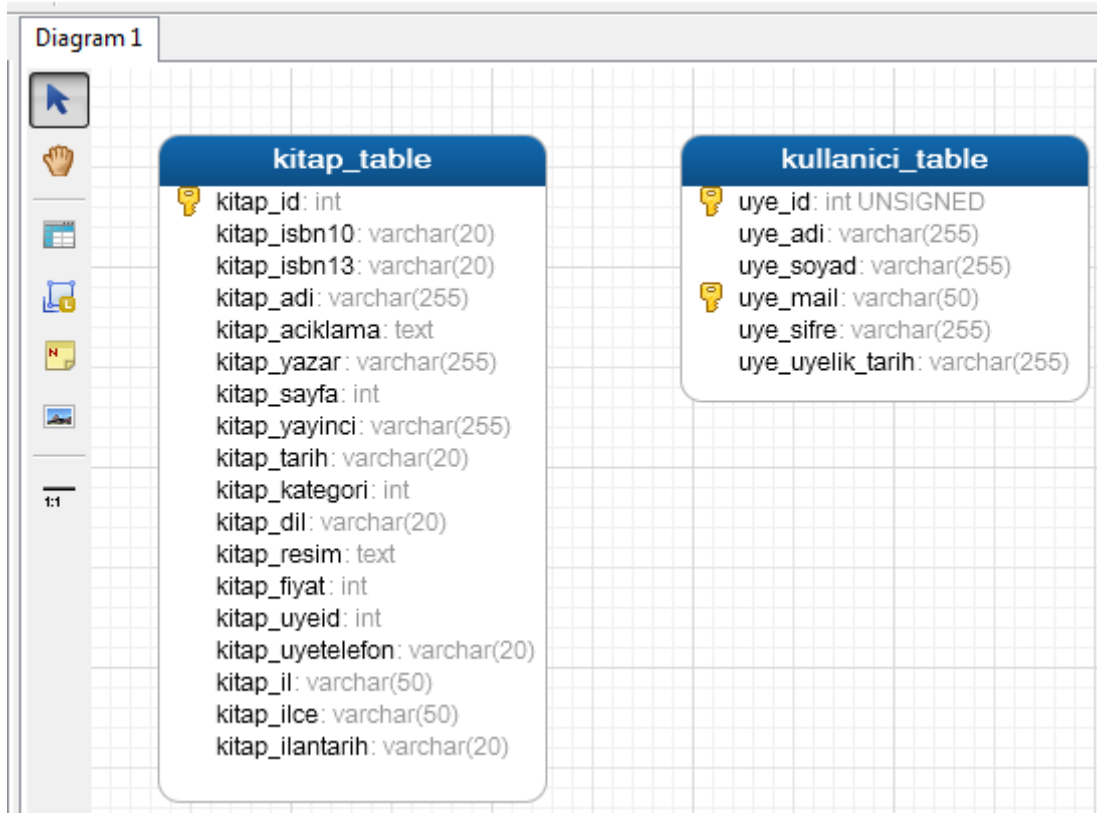 Diagram 1
kitap_table
kitap_id: int
kitap_isbn10: varchar(20)
kitap_isbn13: varchar(20)
kitap_adi: varchar(255)
kitap_aciklama: text
kitap_yazar: varchar(255)
kitap_sayfa: int
kitap_yayinci: varchar(255)
kitap_tarih: varchar(20)
kitap_kategori: int
kitap_dil: varchar(20)
kitap_resim: text
kitap_fiyat: int
kitap_uyeid: int
kitap_uyetelefon: varchar(20)
kitap_il: varchar(50)
kitap_ilce: varchar(50)
kitap_ilantarih: varchar(20)
kullanici_table
uye_id: int UNSIGNED
uye_adi: varchar(255)
uye_soyad: varchar(255)
uye_mail: varchar(50)
uye_sifre: varchar(255)
uye_uyelik_tarih: varchar(255)
N
L
1:1